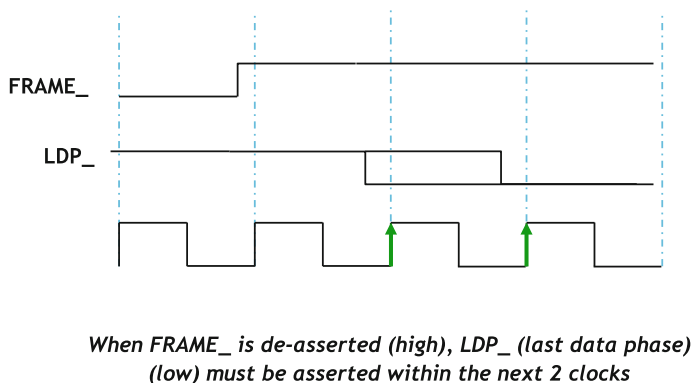 FRAME_
LDP_
When FRAME_ is de-asserted (high), LDP_ (last data phase)
(low) must be asserted within the next 2 clocks